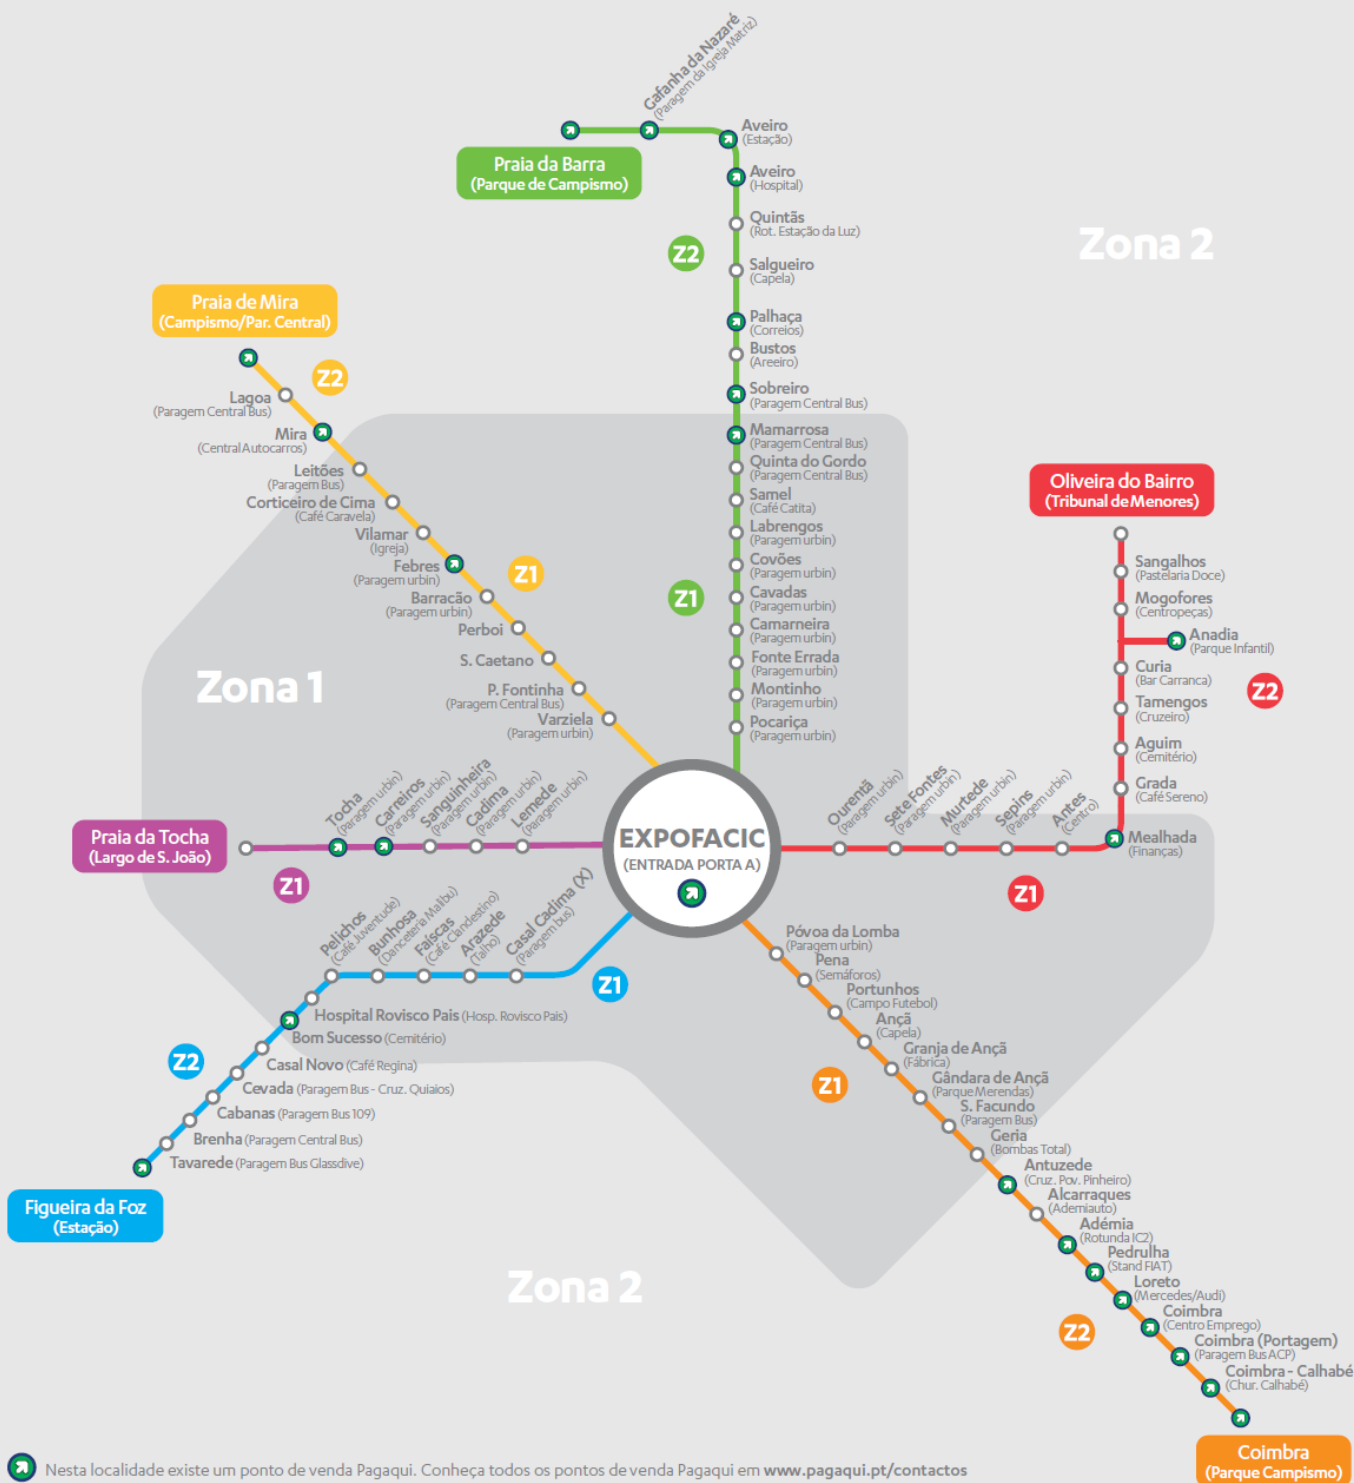 Gafanha da Nazaré
(Paragem da Igreja Matriz)
Praia da Barra
(Parque de Campismo)
Aveiro
(Estação)
Aveiro
(Hospital)
Quintãs
(Rot. Estação da Luz)
Z2
Salgueiro
(Capela)
Palhaça
(Correios)
Bustos
(Areeiro)
Sobreiro
(Paragem Central Bus)
Mamarrosa
(Paragem Central Bus)
Quinta do Gordo
(Paragem Central Bus)
Samel
(Café Catita)
Labrengos
(Paragem urbin)
Covões
(Paragem urbin)
Z1
Cavadas
(Paragem urbin)
Camarneira
(Paragem urbin)
Fonte Errada
(Paragem urbin)
Montinho
(Paragem urbin)
Pocariça
(Paragem urbin)
Zona 2
Praia de Mira
(Campismo/Par. Central)
Z2
Lagoa
(Paragem Central Bus)
Mira
(Central Autocarros)
Leitões
(Paragem Bus)
Corticeiro de Cima
(Café Caravela)
Vilamar
(Igreja)
Febres
(Paragem urbin)
Z1
Barracão
(Paragem urbin)
Perboi
S. Caetano
P. Fontinha
(Paragem Central Bus)
Varziela
(Paragem urbin)
Zona 1
Oliveira do Bairro
(Tribunal de Menores)
Sangalhos
(Pastelaria Doce)
Mogofores
(Centropeças)
Anadia
(Parque Infantil)
Curia
(Bar Carranca)
Z2
Tamengos
(Cruzeiro)
Aguim
(Cemitério)
Grada
(Café Sereno)
Mealhada
(Finanças)
Ourentã
(Paragem urbin)
Sete Fontes
(Paragem urbin)
Murtede
(Paragem urbin)
Sepins
(Paragem urbin)
Antes
(Centro)
Z1
EXPOFACIC
(ENTRADA PORTA A)
Praia da Tocha
(Largo de S. João)
Z1
Tocha
(Paragem urbin)
Carreiros
(Paragem urbin)
Sanguinheira
(Paragem urbin)
Cadima
(Paragem urbin)
Lemede
(Paragem urbin)
Pelichos
(Café Juventude)
Bunhosa
(Danceteria Malibu)
Faíscas
(Café Clandestino)
Arazede
(Talho)
Casal Cadima (X)
(Paragem bus)
Z1
Hospital Rovisco Pais (Hosp. Rovisco Pais)
Bom Sucesso (Cemitério)
Z2
Casal Novo (Café Regina)
Cevada (Paragem Bus - Cruz. Quiaios)
Cabanas (Paragem Bus 109)
Brenha (Paragem Central Bus)
Tavarede (Paragem Bus Glassdive)
Figueira da Foz
(Estação)
Póvoa da Lomba
(Paragem urbin)
Pena
(Semáforos)
Portunhos
(Campo Futebol)
Ançã
(Capela)
Granja de Ançã
(Fábrica)
Z1
Gândara de Ançã
(Parque Merendas)
S. Facundo
(Paragem Bus)
Geria
(Bombas Total)
Antuzede
(Cruz. Pov. Pinheiro)
Alcarraques
(Ademiauto)
Adémia
(Rotunda IC2)
Pedrulha
(Stand FIAT)
Loreto
(Mercedes/Audi)
Z2
Coimbra
(Centro Emprego)
Coimbra (Portagem)
(Paragem Bus ACP)
Coimbra - Calhabé
(Chur. Calhabé)
Coimbra
(Parque Campismo)
Zona 2
Nesta localidade existe um ponto de venda Pagaqui. Conheça todos os pontos de venda Pagaqui em www.pagaqui.pt/contactos